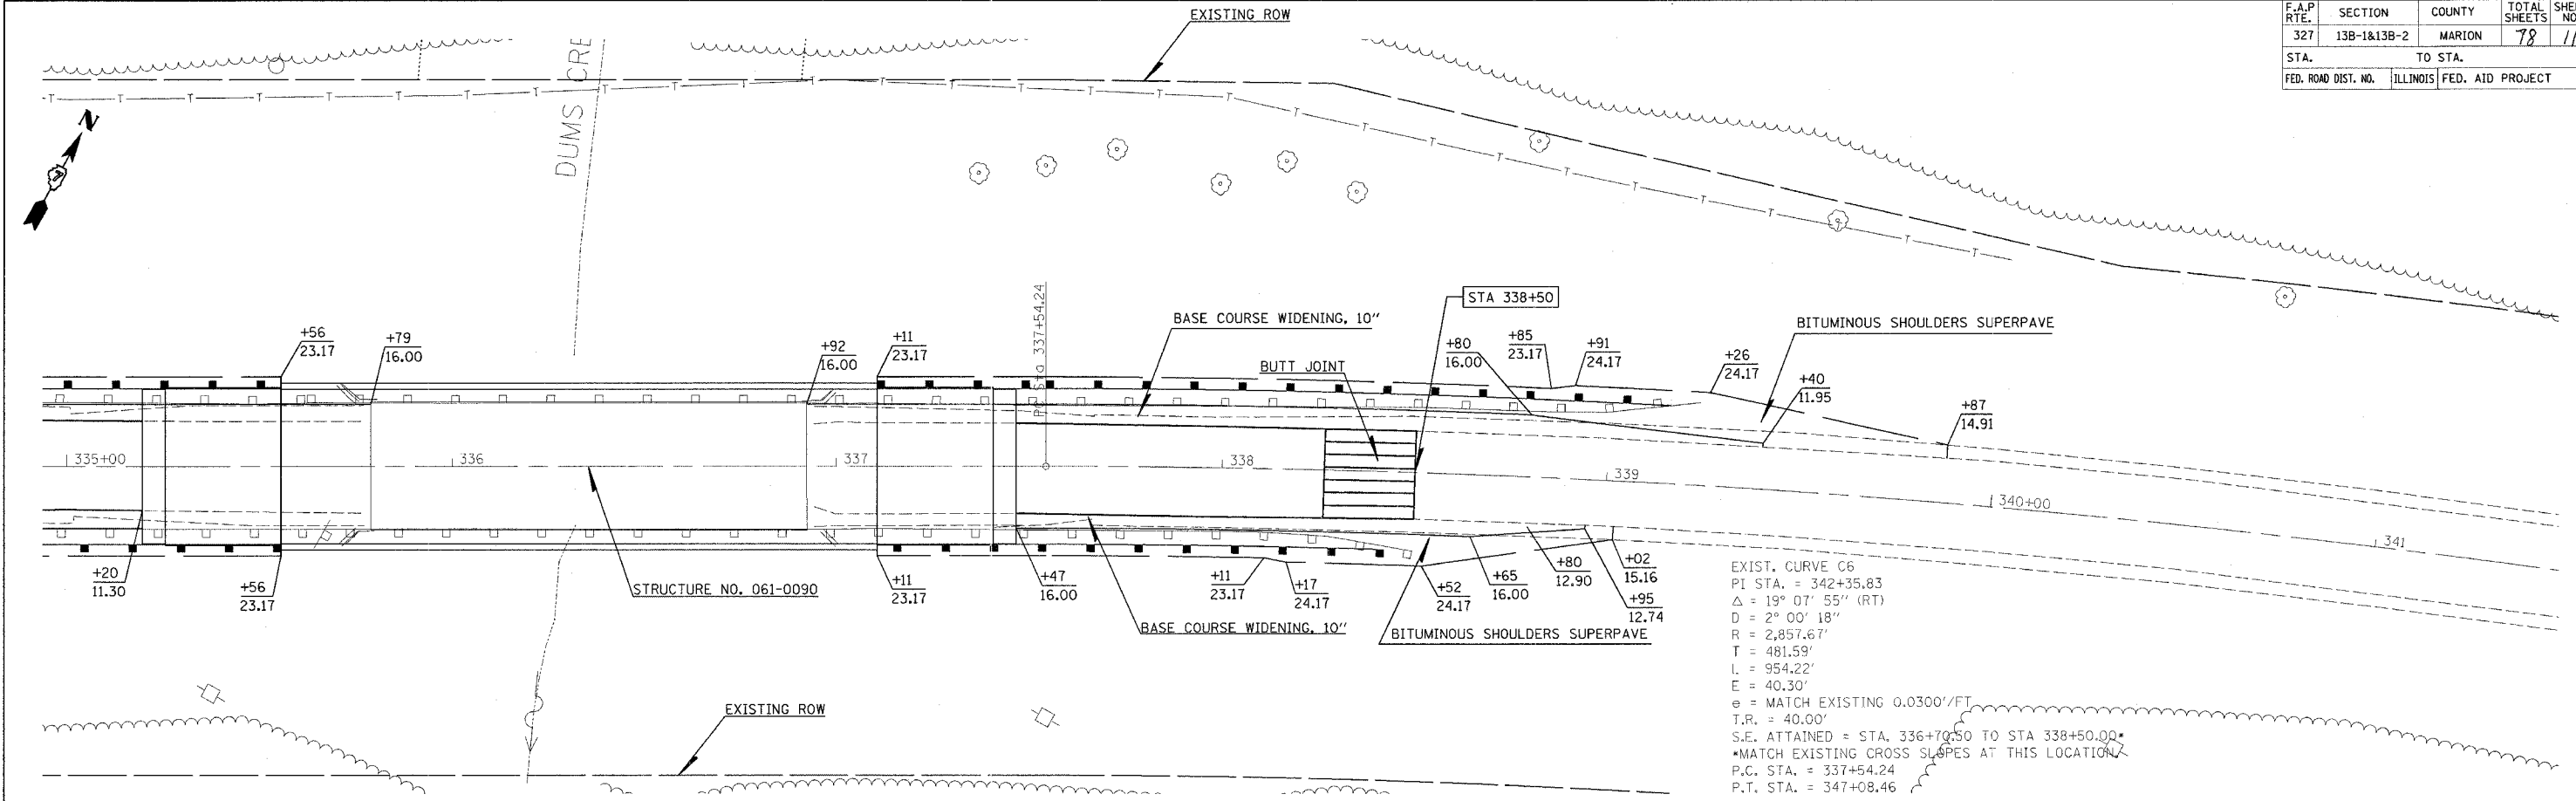 EXISTING ROW
F.A.P RTE. SECTION COUNTY TOTAL SHEETS
327 13B-1&13B-2 MARION 78 11
STA. TO STA.
FED. ROAD DIST. NO. ILLINOIS FED. AID PROJECT
T T T T T T T T T T T T T T T T T T T T T T T T T T T T
N
7
DUMS CRE
PC Sta 337+54.24
STA 338+50
BASE COURSE WIDENING, 10"
BITUMINOUS SHOULDERS SUPERPAVE
BUTT JOINT
+56
23.17
+79
16.00
+92
16.00
+11
23.17
+80
16.00
+85
23.17
+91
24.17
+26
24.17
+40
11.95
+87
14.91
335+00 336 337 338 339 340+00 341
+20
11.30
+56
23.17
STRUCTURE NO. 061-0090
+11
23.17
+47
16.00
BASE COURSE WIDENING, 10"
+11
23.17
+17
24.17
+52
24.17
+65
16.00
+80
12.90
+95
12.74
+02
15.16
BITUMINOUS SHOULDERS SUPERPAVE
EXISTING ROW
EXIST. CURVE C6
PI STA. = 342+35.83
Δ = 19° 07' 55" (RT)
D = 2° 00' 18"
R = 2,857.67'
T = 481.59'
L = 954.22'
E = 40.30'
e = MATCH EXISTING 0.0300'/FT
T.R. = 40.00'
S.E. ATTAINED = STA. 336+70.50 TO STA 338+50.00*
*MATCH EXISTING CROSS SLOPES AT THIS LOCATION.
P.C. STA. = 337+54.24
P.T. STA. = 347+08.46